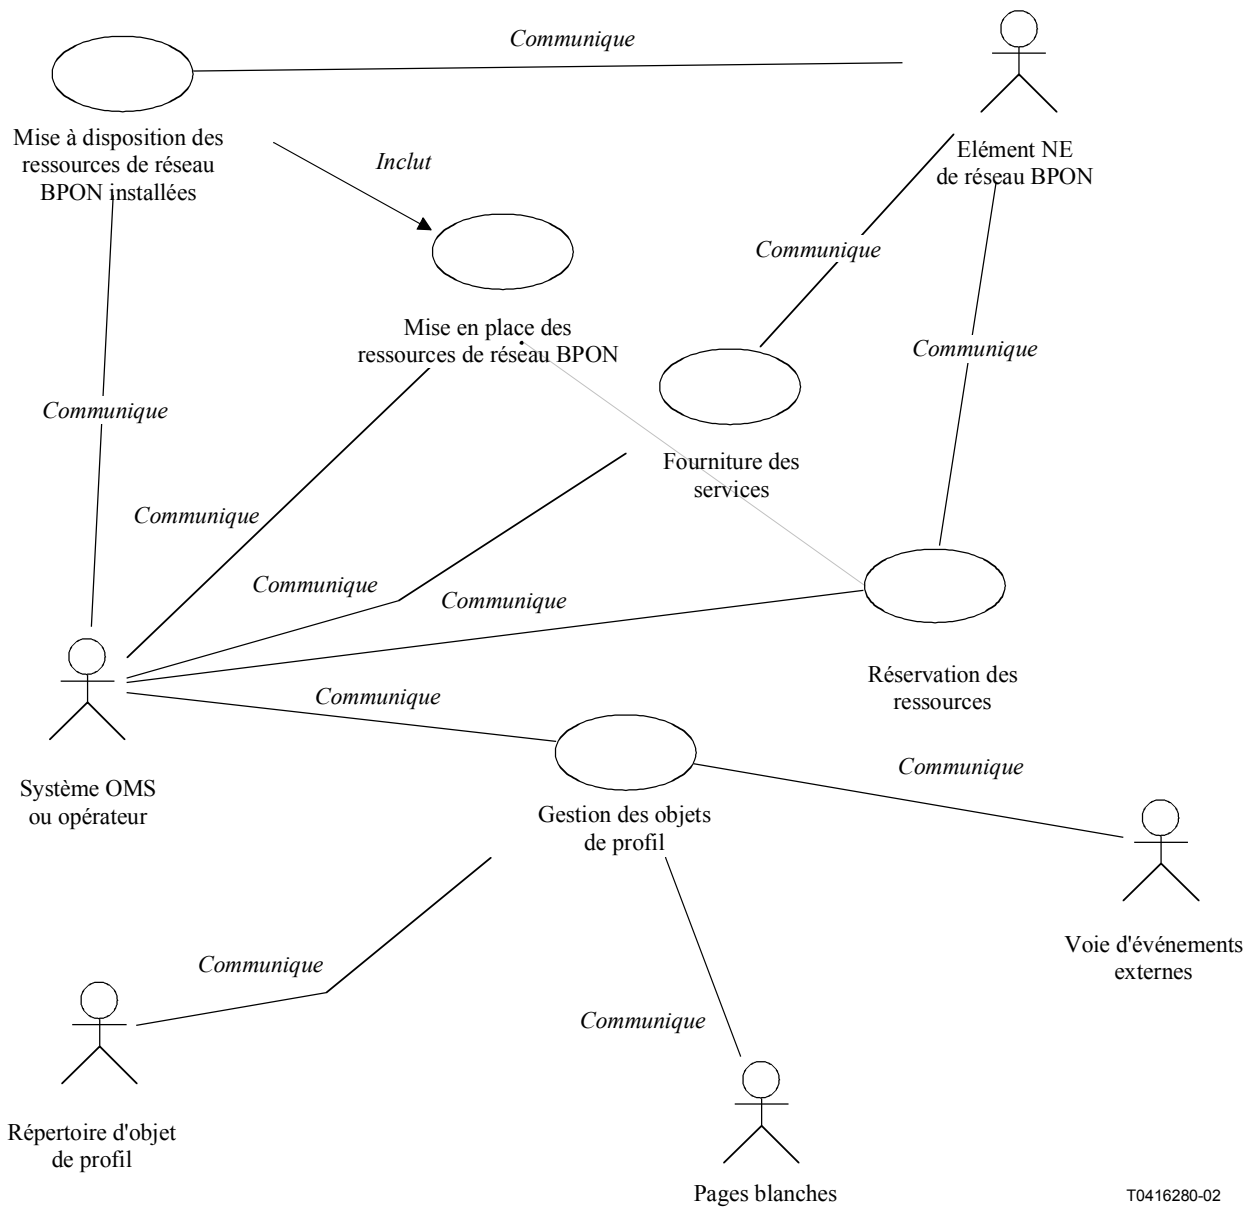 Communique
Mise à disposition des
ressources de réseau
BPON installées
Inclut
Elément NE
de réseau BPON
Communique
Mise en place des
ressources de réseau BPON
Communique
Communique
Fourniture des
services
Communique
Communique
Communique
Réservation des
ressources
Communique
Système OMS
ou opérateur
Communique
Gestion des objets
de profil
Voie d'événements
externes
Communique
Communique
Répertoire d'objet
de profil
Pages blanches
T0416280-02